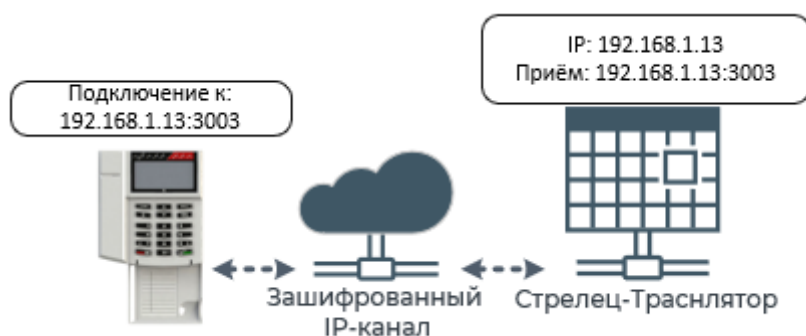 Подключение к:
192.168.1.13:3003
IP: 192.168.1.13
Приём: 192.168.1.13:3003
Зашифрованный
IP-канал
Стрелец-Траснлятор